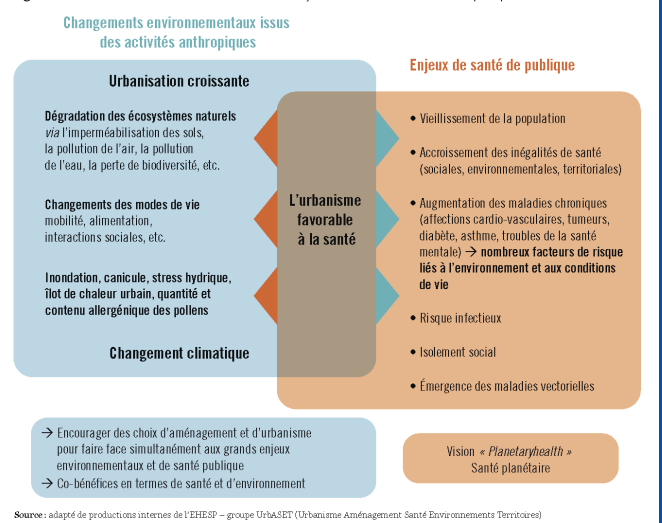 Changements environnementaux issus
des activités anthropiques
Urbanisation croissante
Dégradation des écosystèmes naturels
via l'imperméabilisation des sols,
la pollution de l'air, la pollution
de l'eau, la perte de biodiversité, etc.
Changements des modes de vie
mobilité, alimentation,
interactions sociales, etc.
Inondation, canicule, stress hydrique,
îlot de chaleur urbain, quantité et
contenu allergénique des pollens
Changement climatique
L'urbanisme
favorable
à la santé
Enjeux de santé de publique
• Vieillissement de la population
• Accroissement des inégalités de santé
(sociales, environnementales, territoriales)
• Augmentation des maladies chroniques
(affections cardio-vasculaires, tumeurs,
diabète, asthme, troubles de la santé
mentale) → nombreux facteurs de risque
liés à l'environnement et aux conditions
de vie
• Risque infectieux
• Isolement social
• Émergence des maladies vectorielles
→ Encourager des choix d'aménagement et d'urbanisme
pour faire face simultanément aux grands enjeux
environnementaux et de santé publique
→ Co-bénéfices en termes de santé et d'environnement
Vision « Planetaryhealth »
Santé planétaire
Source : adapté de productions internes de l'EHESP – groupe UrbASET (Urbanisme Aménagement Santé Environnements Territoires)